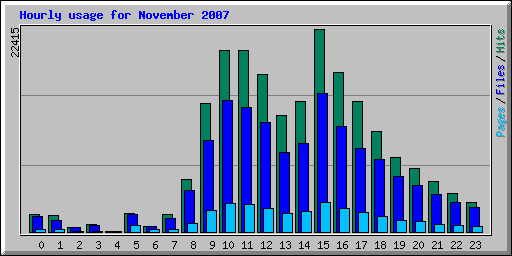 Hourly usage for November 2007
22415
Pages/Files/Hits
0 1 2 3 4 5 6 7 8 9 10 11 12 13 14 15 16 17 18 19 20 21 22 23